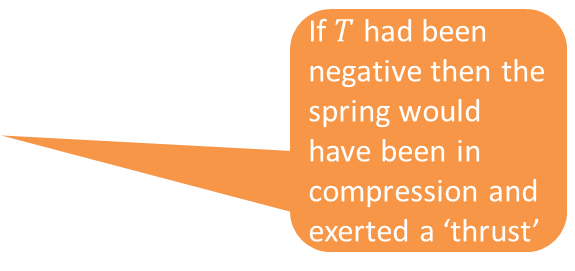 If 𝑇 had been
negative then the
spring would
have been in
compression and
exerted a ‘thrust’